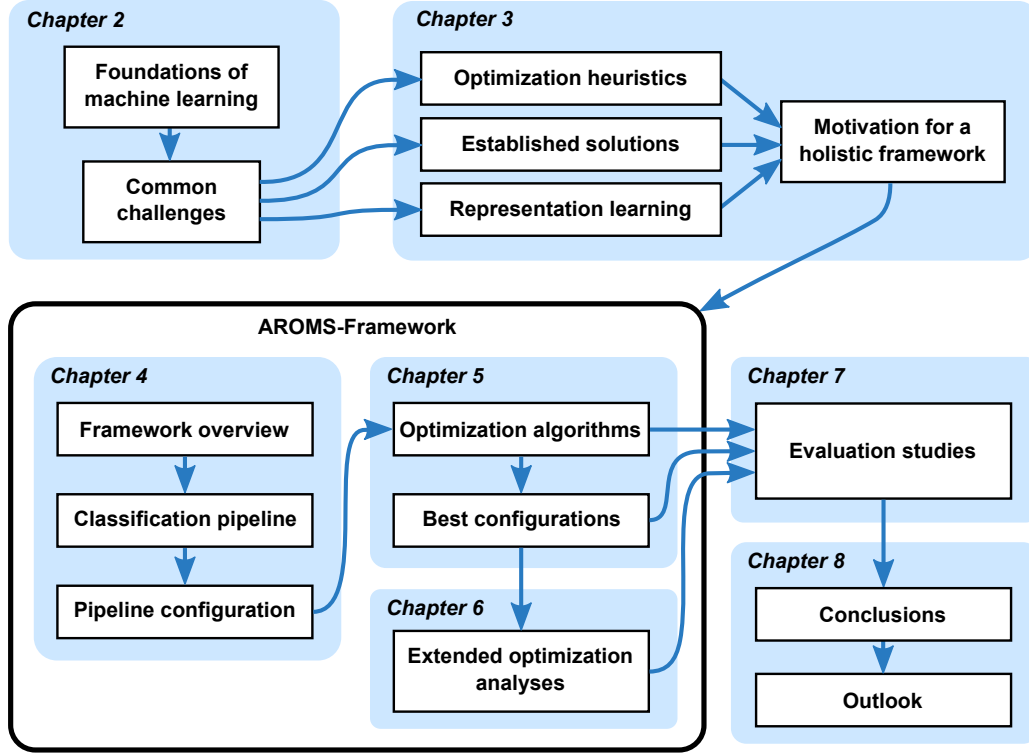 Chapter 2
Foundations of
machine learning
Common
challenges
Chapter 3
Optimization heuristics
Established solutions
Representation learning
Motivation for a
holistic framework
AROMS-Framework
Chapter 4
Framework overview
Classification pipeline
Pipeline configuration
Chapter 5
Optimization algorithms
Best configurations
Chapter 6
Extended optimization
analyses
Chapter 7
Evaluation studies
Chapter 8
Conclusions
Outlook